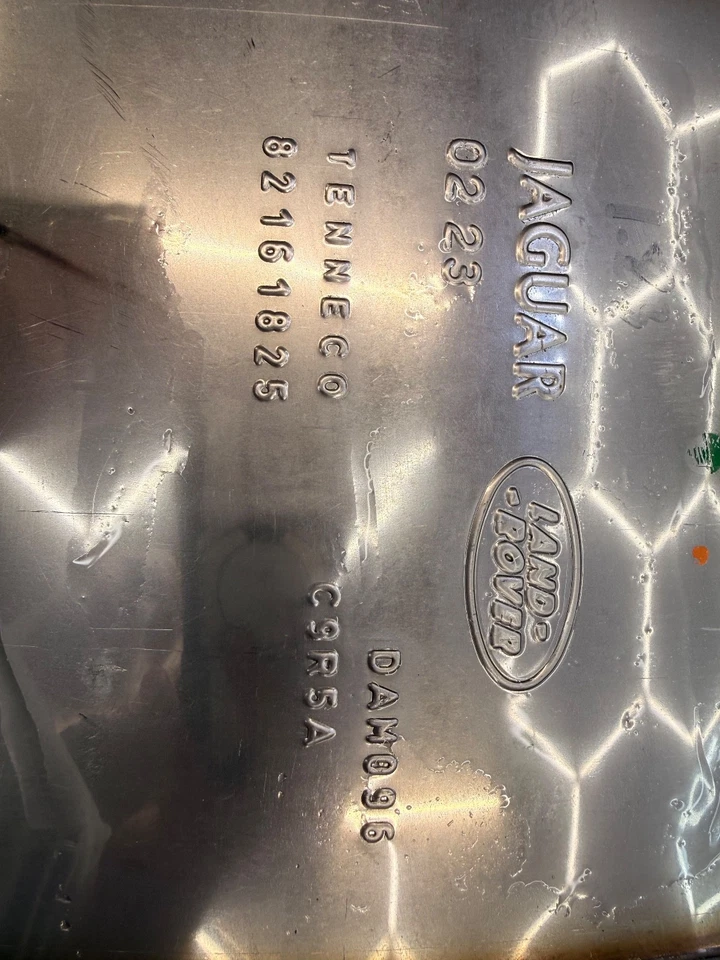 JAGUAR
LAND-
-ROVER
02 23
DAM096
TENNECO
C9R5A
82161825